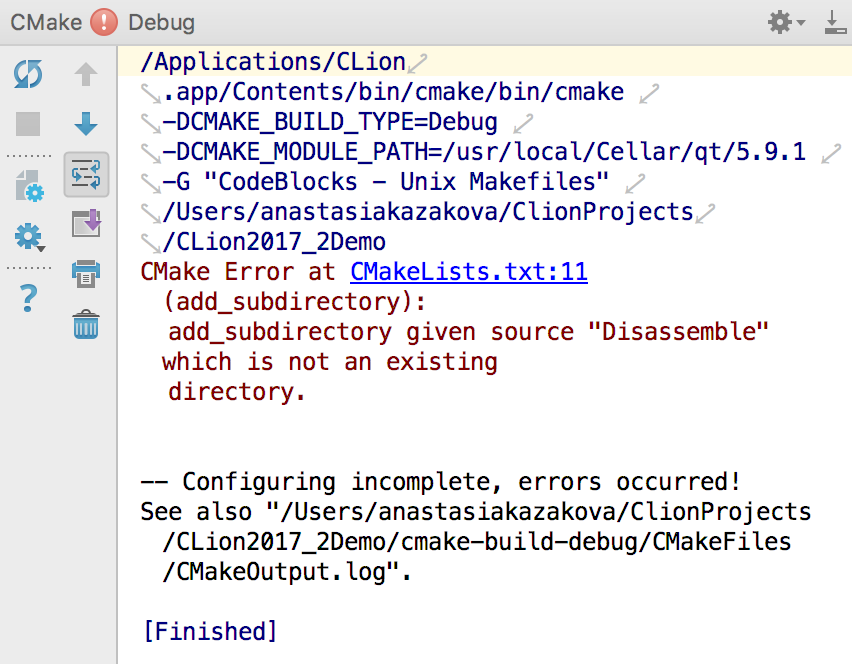 CMake Debug
/Applications/CLion
.app/Contents/bin/cmake/bin/cmake
-DCMAKE_BUILD_TYPE=Debug
-DCMAKE_MODULE_PATH=/usr/local/Cellar/qt/5.9.1
-G "CodeBlocks - Unix Makefiles"
/Users/anastasiakazakova/ClionProjects
/CLion2017_2Demo
CMake Error at CMakeLists.txt:11
(add_subdirectory):
add_subdirectory given source "Disassemble"
which is not an existing
directory.
-- Configuring incomplete, errors occurred!
See also "/Users/anastasiakazakova/ClionProjects
/CLion2017_2Demo/cmake-build-debug/CMakeFiles
/CMakeOutput.log".
[Finished]